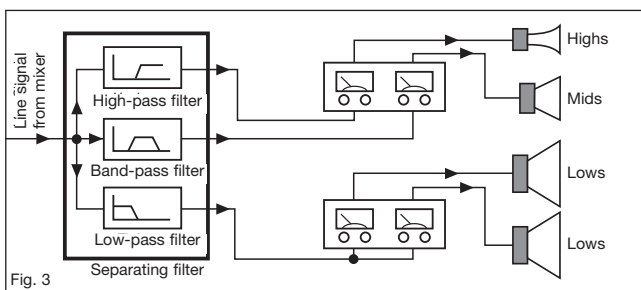 Line signal
from mixer
High-pass filter
Band-pass filter
Low-pass filter
Separating filter
Highs
Mids
Lows
Lows
Fig. 3